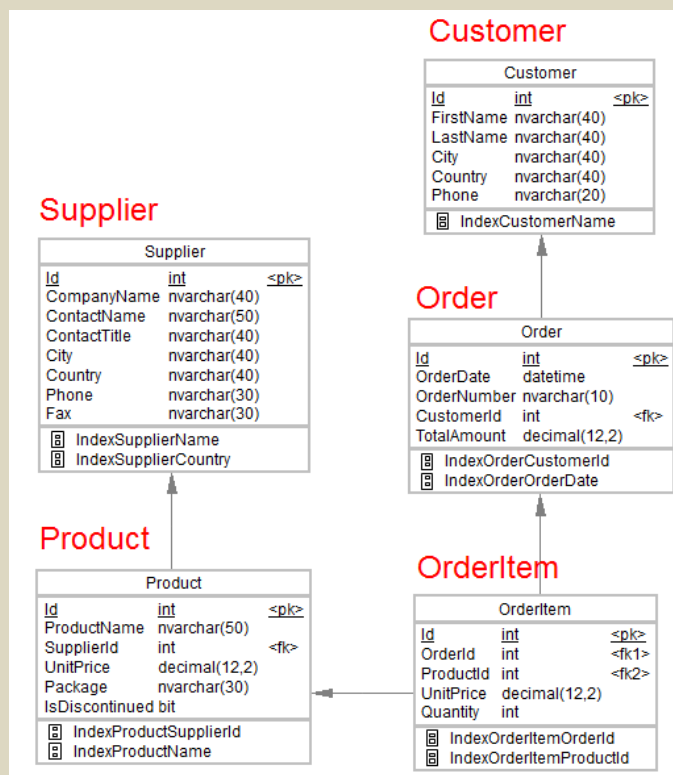 Customer
Customer
Id int <pk>
FirstName nvarchar(40)
LastName nvarchar(40)
City nvarchar(40)
Country nvarchar(40)
Phone nvarchar(20)
IndexCustomerName
Supplier
Supplier
Id int <pk>
CompanyName nvarchar(40)
ContactName nvarchar(50)
ContactTitle nvarchar(40)
City nvarchar(40)
Country nvarchar(40)
Phone nvarchar(30)
Fax nvarchar(30)
IndexSupplierName
IndexSupplierCountry
Order
Order
Id int <pk>
OrderDate datetime
OrderNumber nvarchar(10)
CustomerId int <fk>
TotalAmount decimal(12,2)
IndexOrderCustomerId
IndexOrderOrderDate
Product
Product
Id int <pk>
ProductName nvarchar(50)
SupplierId int <fk>
UnitPrice decimal(12,2)
Package nvarchar(30)
IsDiscontinued bit
IndexProductSupplierId
IndexProductName
OrderItem
OrderItem
Id int <pk>
OrderId int <fk1>
ProductId int <fk2>
UnitPrice decimal(12,2)
Quantity int
IndexOrderItemOrderId
IndexOrderItemProductId